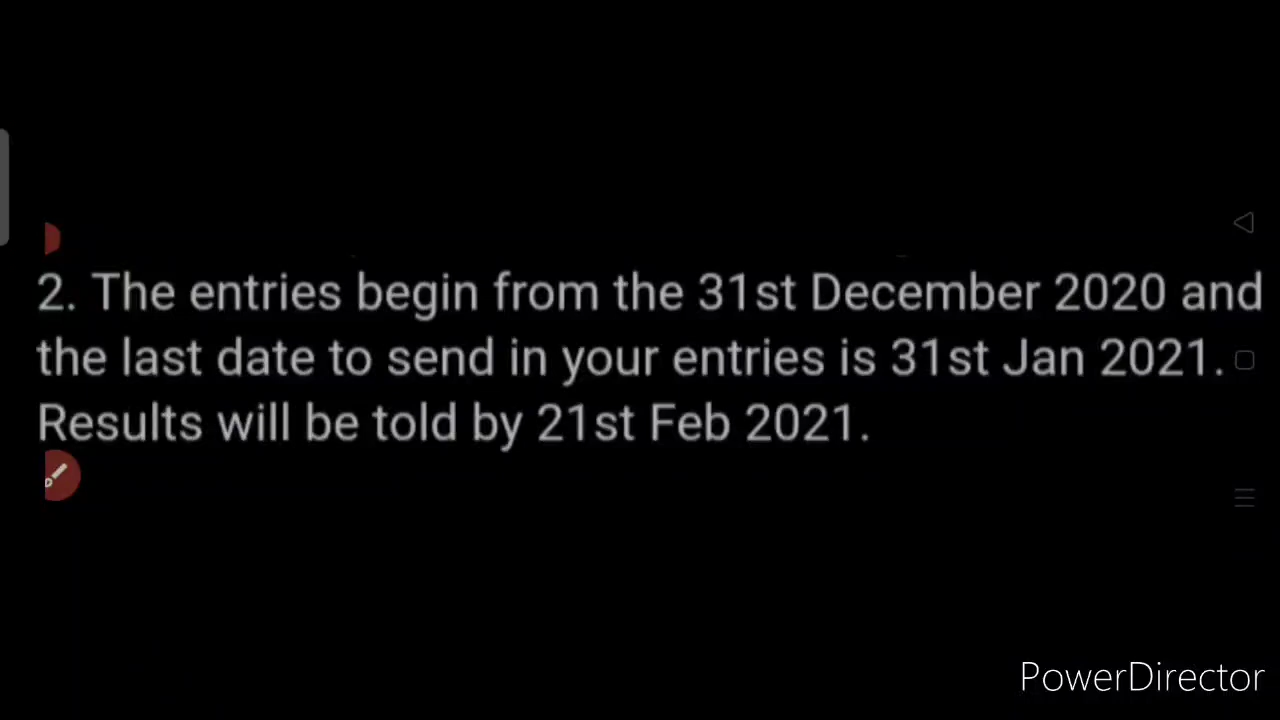 2. The entries begin from the 31st December 2020 and
the last date to send in your entries is 31st Jan 2021.
Results will be told by 21st Feb 2021.
PowerDirector